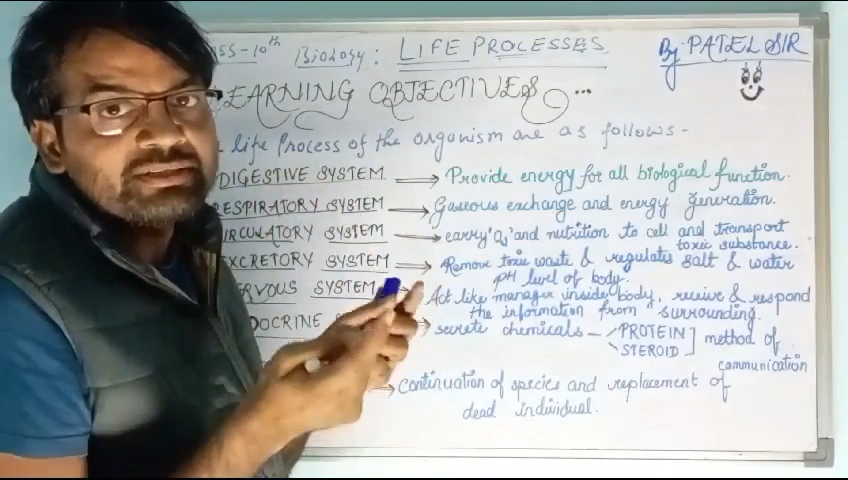 ASS-10th Biology: LIFE PROCESSES By: PATEL SIR
EARNING OBJECTIVES ...
life Process of the organism are as follows-
DIGESTIVE SYSTEM → Provide energy for all biological function.
RESPIRATORY SYSTEM → Gaseous exchange and energy generation.
IRCULATORY SYSTEM → carry 'O2' and nutrition to cell and transport
toxic substance.
EXCRETORY SYSTEM → Remove toxic waste & regulates salt & water
pH level of body.
ERVOUS SYSTEM → Act like manager inside body, receive & respond
the information from surrounding.
DOCRINE → secrete chemicals - PROTEIN
STEROID ] method of
communication
→ continuation of species and replacement of
dead individual.